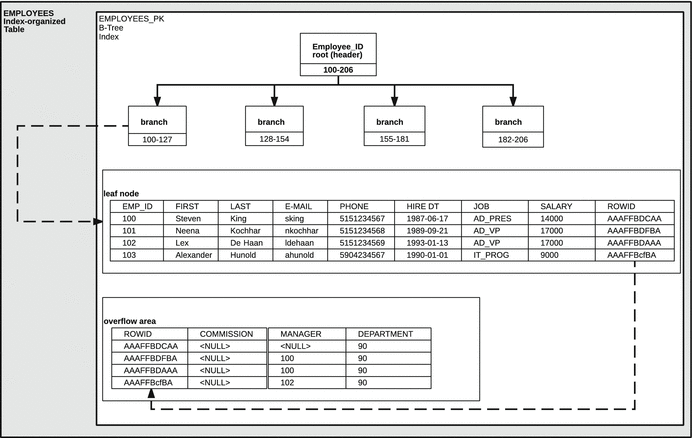 EMPLOYEES
Index-organized
Table
EMPLOYEES_PK
B-Tree
Index
Employee_ID
root (header)
100-206
branch
100-127
branch
128-154
branch
155-181
branch
182-206
leaf node
EMP_ID FIRST LAST E-MAIL PHONE HIRE DT JOB SALARY ROWID
100 Steven King sking 5151234567 1987-06-17 AD_PRES 14000 AAAFFBDCAA
101 Neena Kochhar nkochhar 5151234568 1989-09-21 AD_VP 17000 AAAFFBDFBA
102 Lex De Haan ldehaan 5151234569 1993-01-13 AD_VP 17000 AAAFFBDAAA
103 Alexander Hunold ahunold 5904234567 1990-01-01 IT_PROG 9000 AAAFFBcfBA
overflow area
ROWID COMMISSION MANAGER DEPARTMENT
AAAFFBDCAA <NULL> <NULL> 90
AAAFFBDFBA <NULL> 100 90
AAAFFBDAAA <NULL> 100 90
AAAFFBcfBA <NULL> 102 90